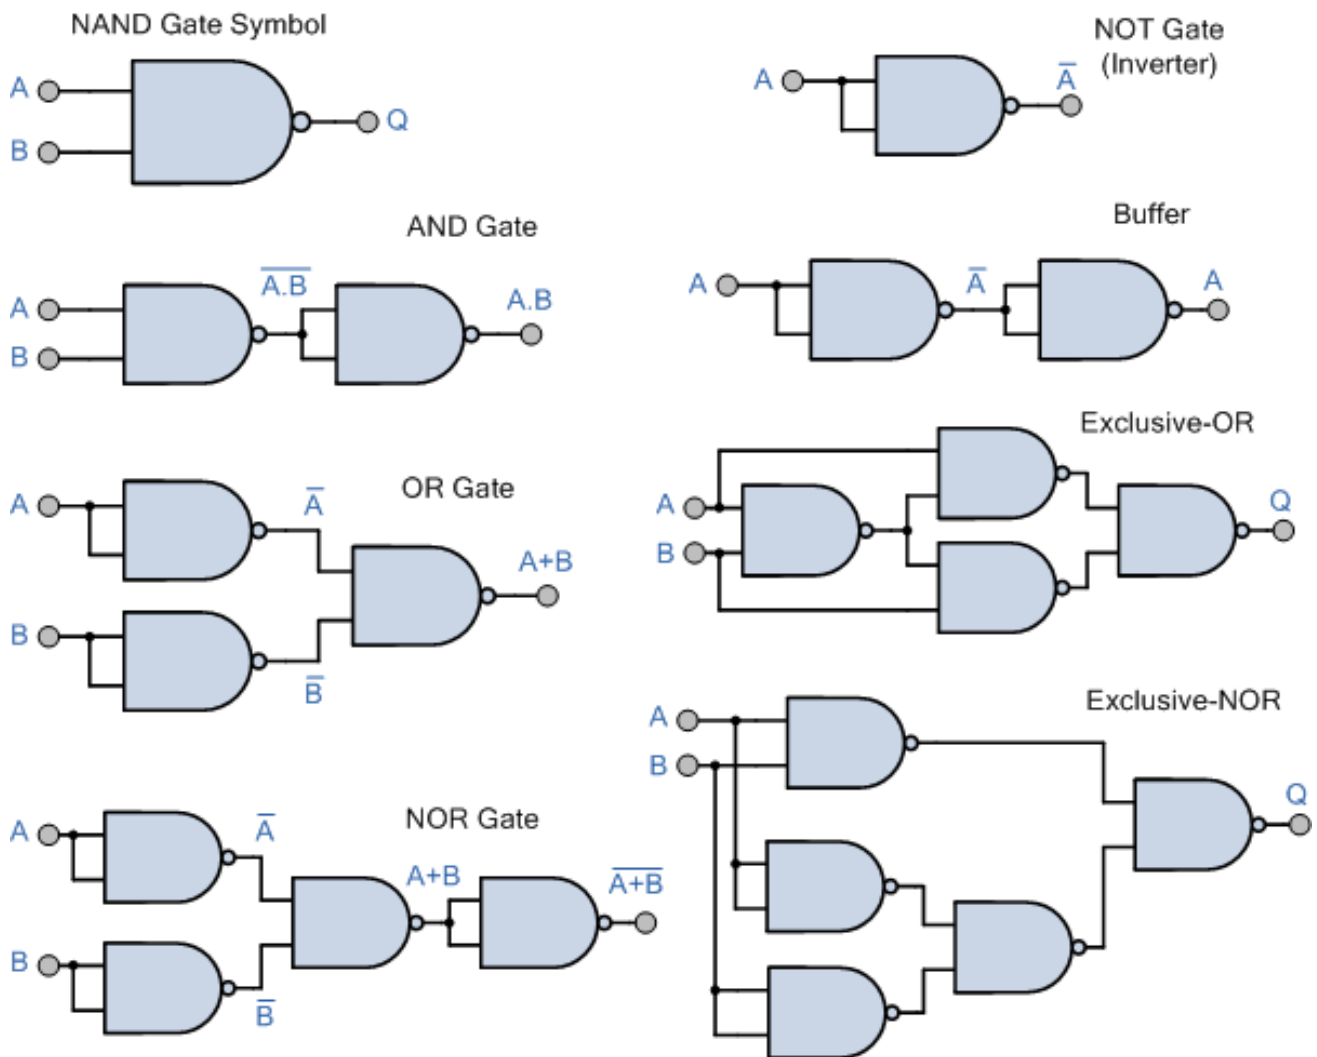 NAND Gate Symbol
A
B
Q
NOT Gate
(Inverter)
A
A̅
AND Gate
A
B
A̅.̅B̅
A.B
Buffer
A
A̅
A
OR Gate
A
A̅
B
B̅
A+B
Exclusive-OR
A
B
Q
NOR Gate
A
A̅
B
B̅
A+B
A̅+̅B̅
Exclusive-NOR
A
B
Q